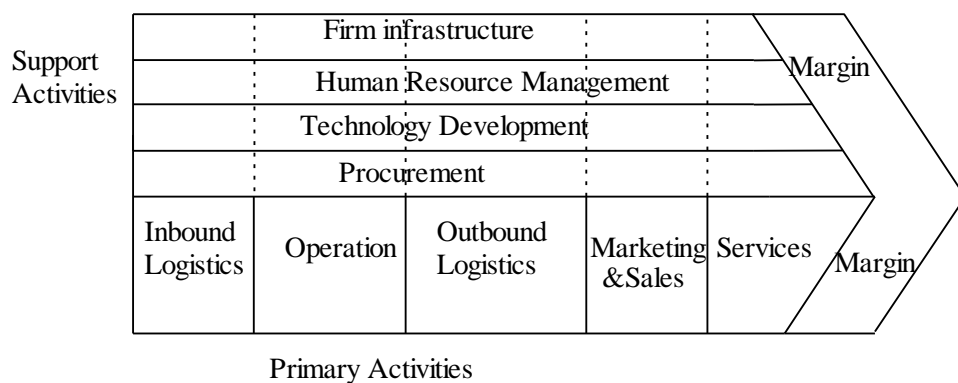 Firm infrastructure
Support
Activities
Margin
Human Resource Management
Technology Development
Procurement
Inbound
Logistics
Operation
Outbound
Logistics
Marketing
&Sales
Services
Margin
Primary Activities